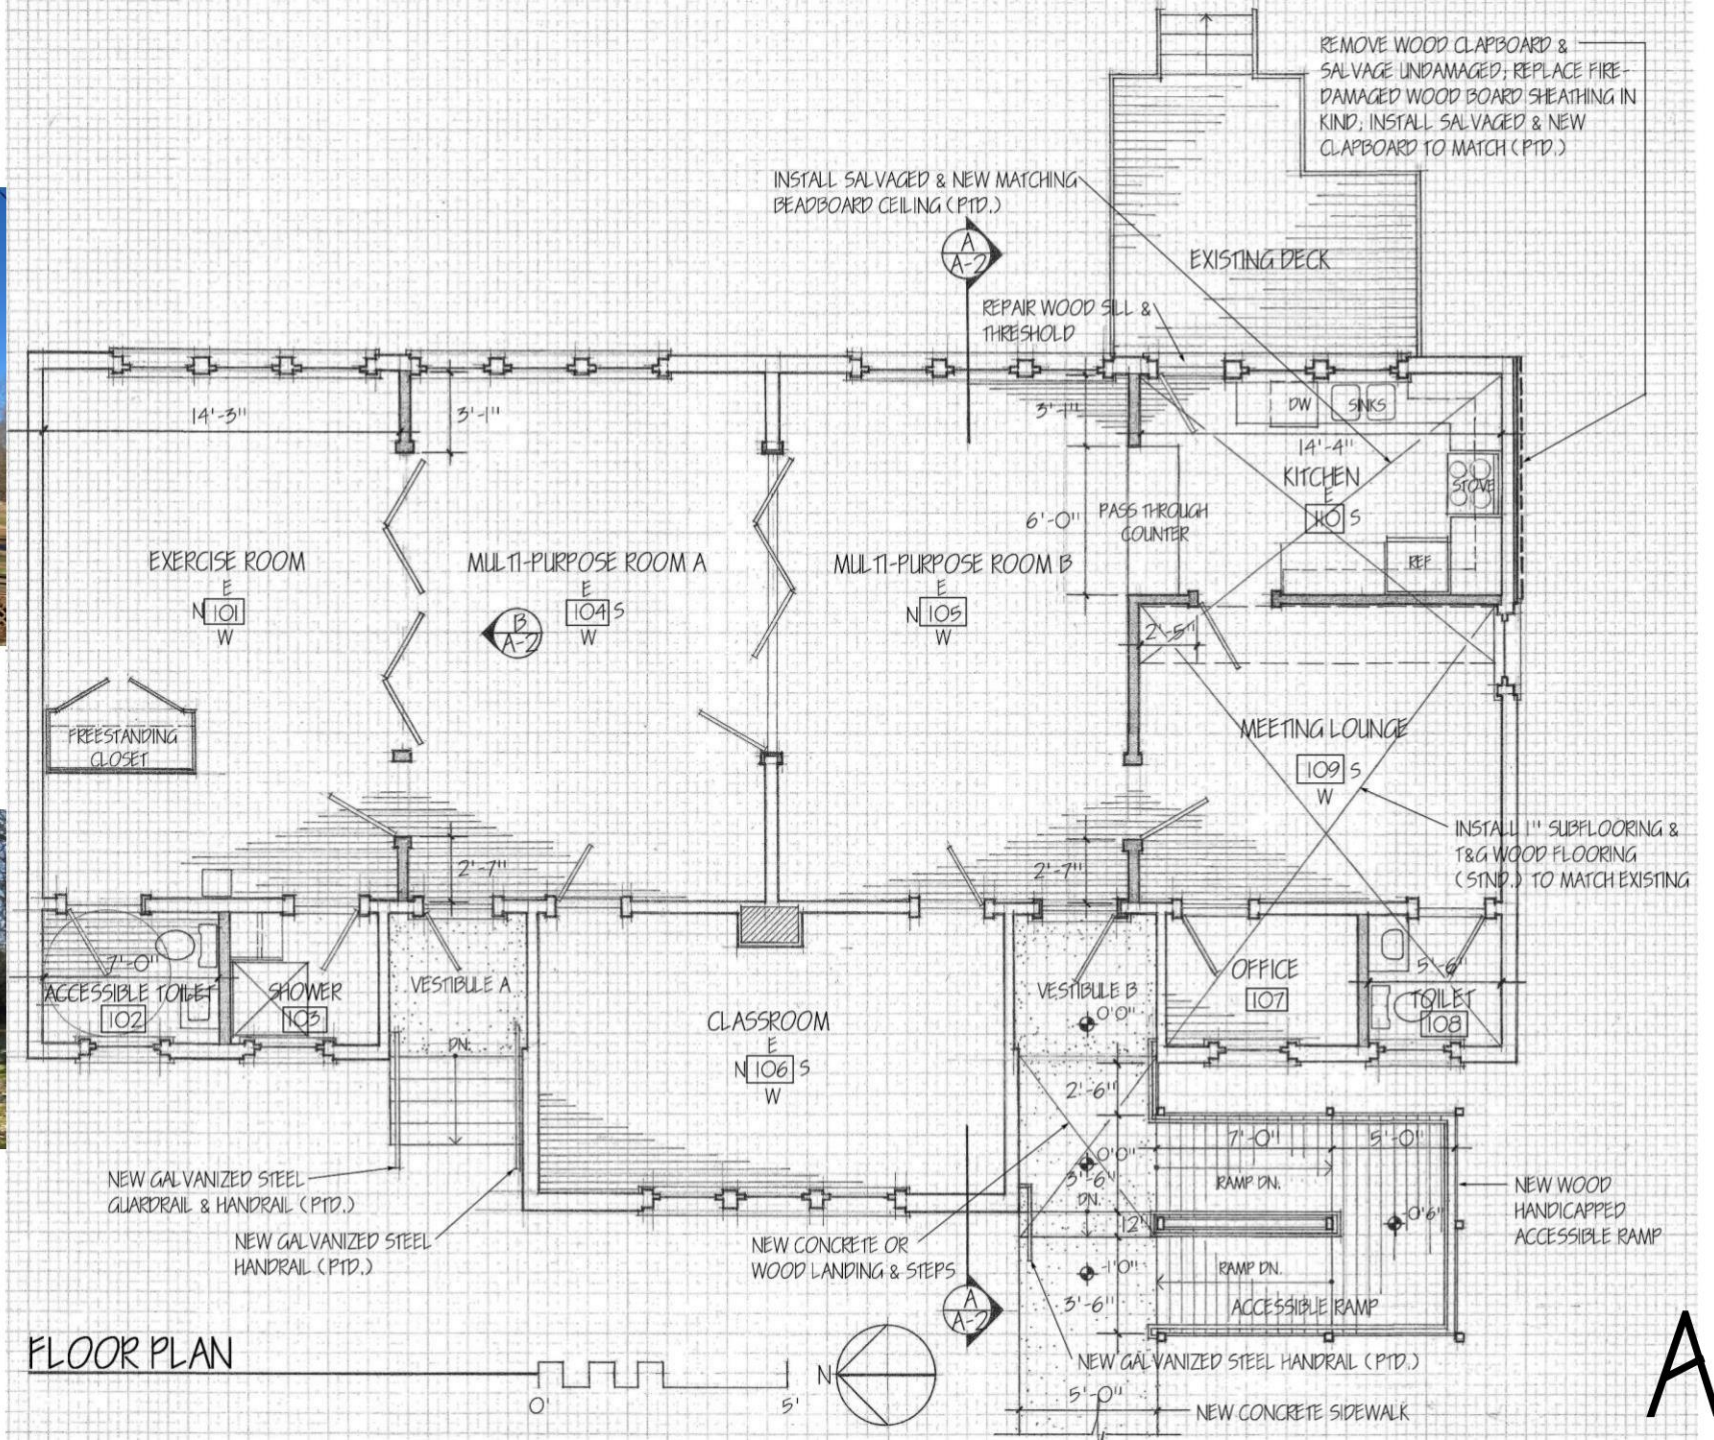 REMOVE WOOD CLAPBOARD &
SALVAGE UNDAMAGED; REPLACE FIRE-
DAMAGED WOOD BOARD SHEATHING IN
KIND; INSTALL SALVAGED & NEW
CLAPBOARD TO MATCH (PTD.)
INSTALL SALVAGED & NEW MATCHING
BEADBOARD CEILING (PTD.)
A
A-2
EXISTING DECK
REPAIR WOOD SILL &
THRESHOLD
14'-3"
3'-1"
3'-1"
DW
SINKS
14'-4"
KITCHEN
E
110 S
STOVE
REF
6'-0"
PASS THROUGH
COUNTER
EXERCISE ROOM
E
N 101
W
MULTI-PURPOSE ROOM A
E
104 S
W
B
A-2
MULTI-PURPOSE ROOM B
E
N 105
W
2'-5"
FREESTANDING
CLOSET
MEETING LOUNGE
109 S
W
INSTALL 1" SUBFLOORING &
T&G WOOD FLOORING
(STND.) TO MATCH EXISTING
2'-7"
2'-7"
7'-0"
ACCESSIBLE TOILET
102
SHOWER
103
VESTIBULE A
DN.
CLASSROOM
E
N 106 S
W
VESTIBULE B
0'0"
OFFICE
107
5'-6"
TOILET
108
2'-6"
0'0"
3'-6"
DN.
12"
-1'0"
3'-6"
7'-0"
5'-0"
RAMP DN.
-0'6"
RAMP DN.
ACCESSIBLE RAMP
NEW WOOD
HANDICAPPED
ACCESSIBLE RAMP
NEW GALVANIZED STEEL
GUARDRAIL & HANDRAIL (PTD.)
NEW GALVANIZED STEEL
HANDRAIL (PTD.)
NEW CONCRETE OR
WOOD LANDING & STEPS
A
A-2
NEW GALVANIZED STEEL HANDRAIL (PTD.)
5'-0"
NEW CONCRETE SIDEWALK
FLOOR PLAN
0'
5'
N
A